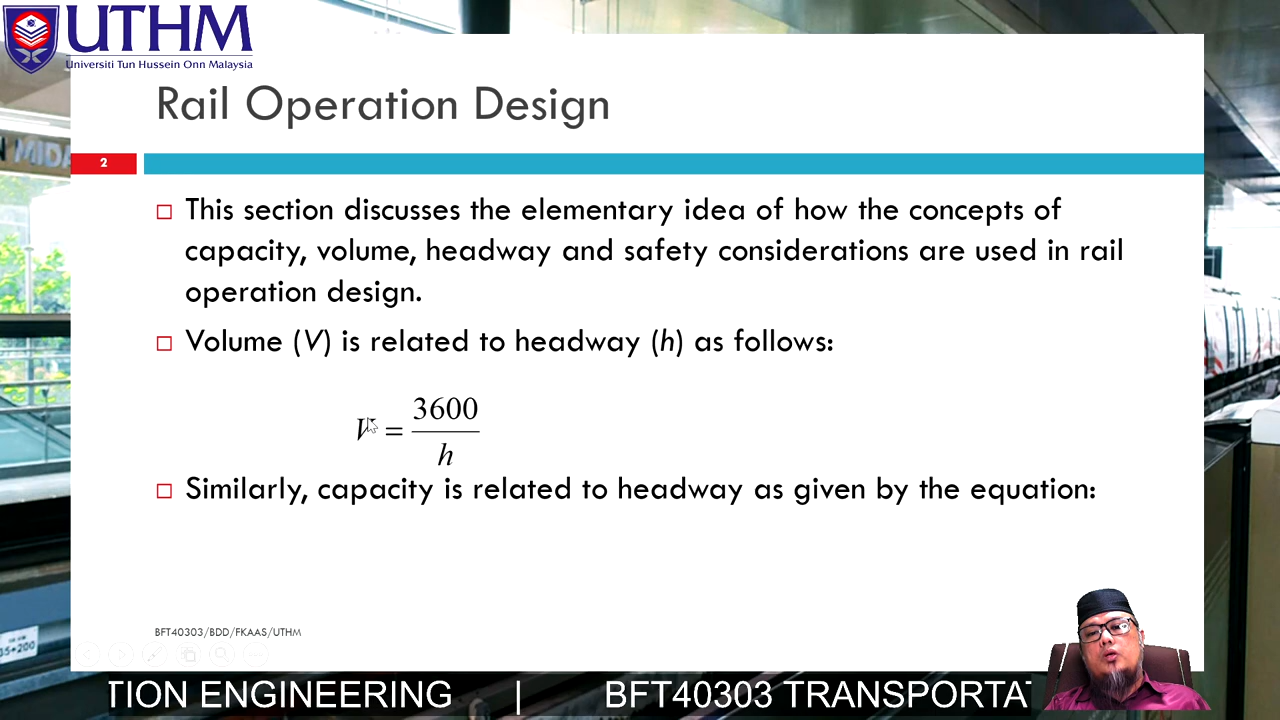 UTHM
Universiti Tun Hussein Onn Malaysia
Rail Operation Design
2
This section discusses the elementary idea of how the concepts of
capacity, volume, headway and safety considerations are used in rail
operation design.
Volume (V) is related to headway (h) as follows:
V = 3600 / h
Similarly, capacity is related to headway as given by the equation:
BFT40303/BDD/FKAAS/UTHM
TION ENGINEERING | BFT40303 TRANSPORTAT